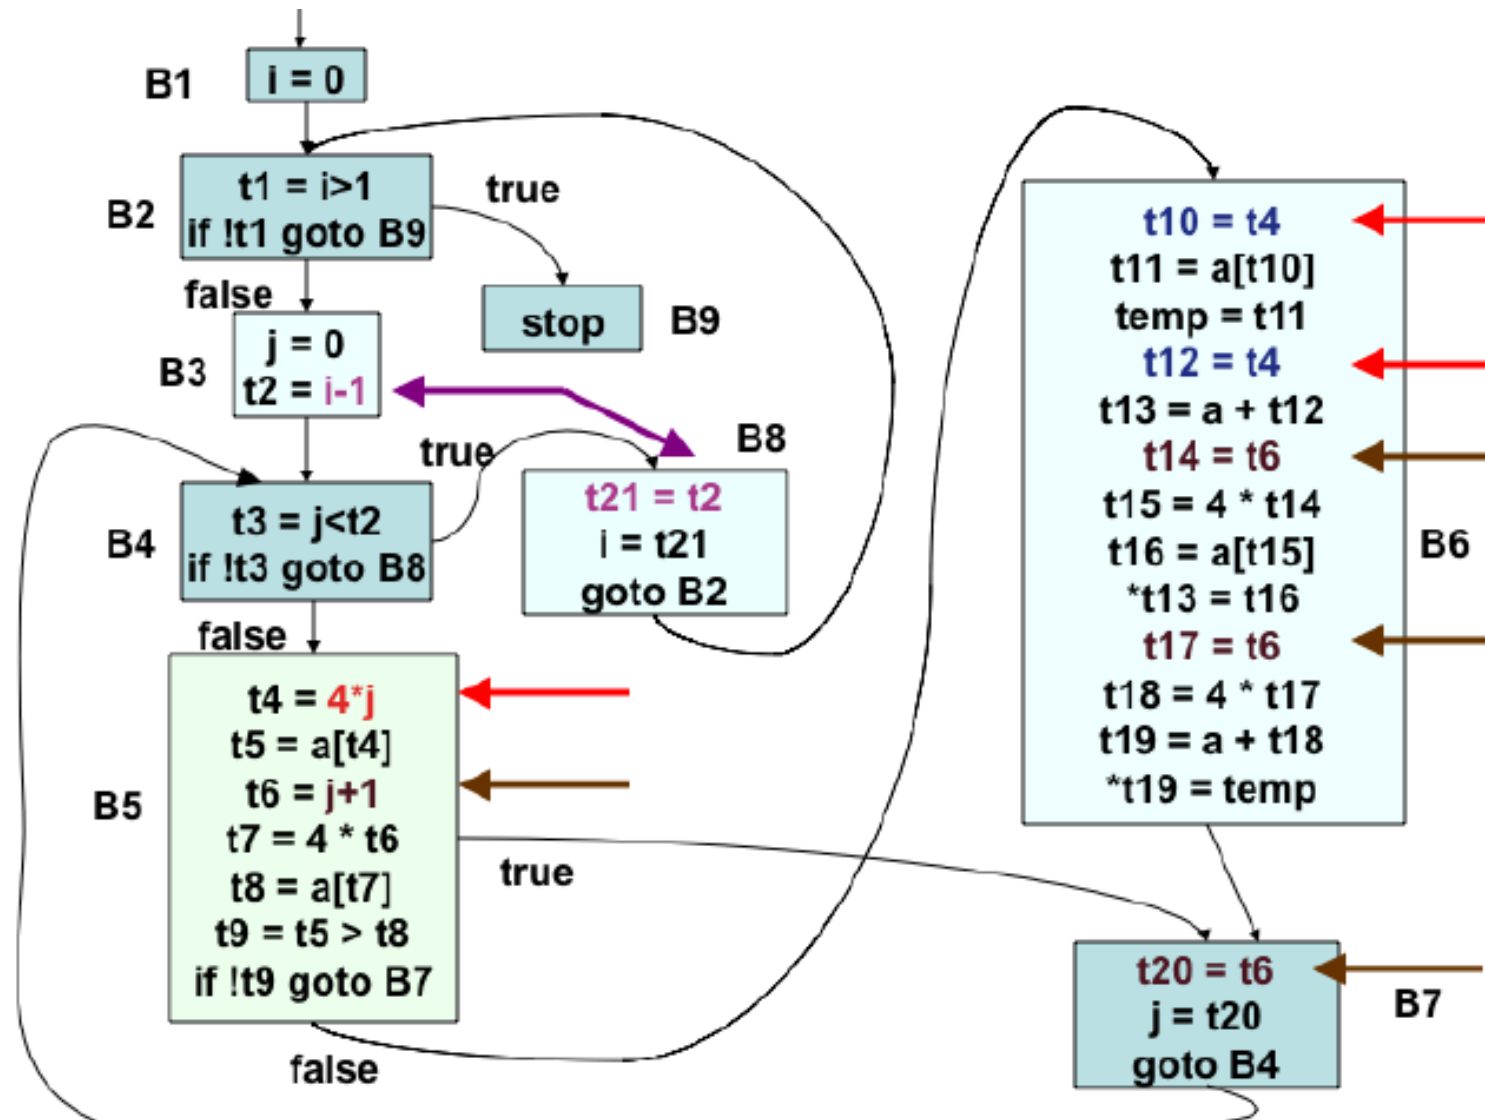 B1
i = 0
B2
t1 = i>1
if !t1 goto B9
true
false
stop
B9
B3
j = 0
t2 = i-1
true
B8
t21 = t2
i = t21
goto B2
B4
t3 = j<t2
if !t3 goto B8
false
B5
t4 = 4*j
t5 = a[t4]
t6 = j+1
t7 = 4 * t6
t8 = a[t7]
t9 = t5 > t8
if !t9 goto B7
true
false
t10 = t4
t11 = a[t10]
temp = t11
t12 = t4
t13 = a + t12
t14 = t6
t15 = 4 * t14
t16 = a[t15]
*t13 = t16
t17 = t6
t18 = 4 * t17
t19 = a + t18
*t19 = temp
B6
t20 = t6
j = t20
goto B4
B7